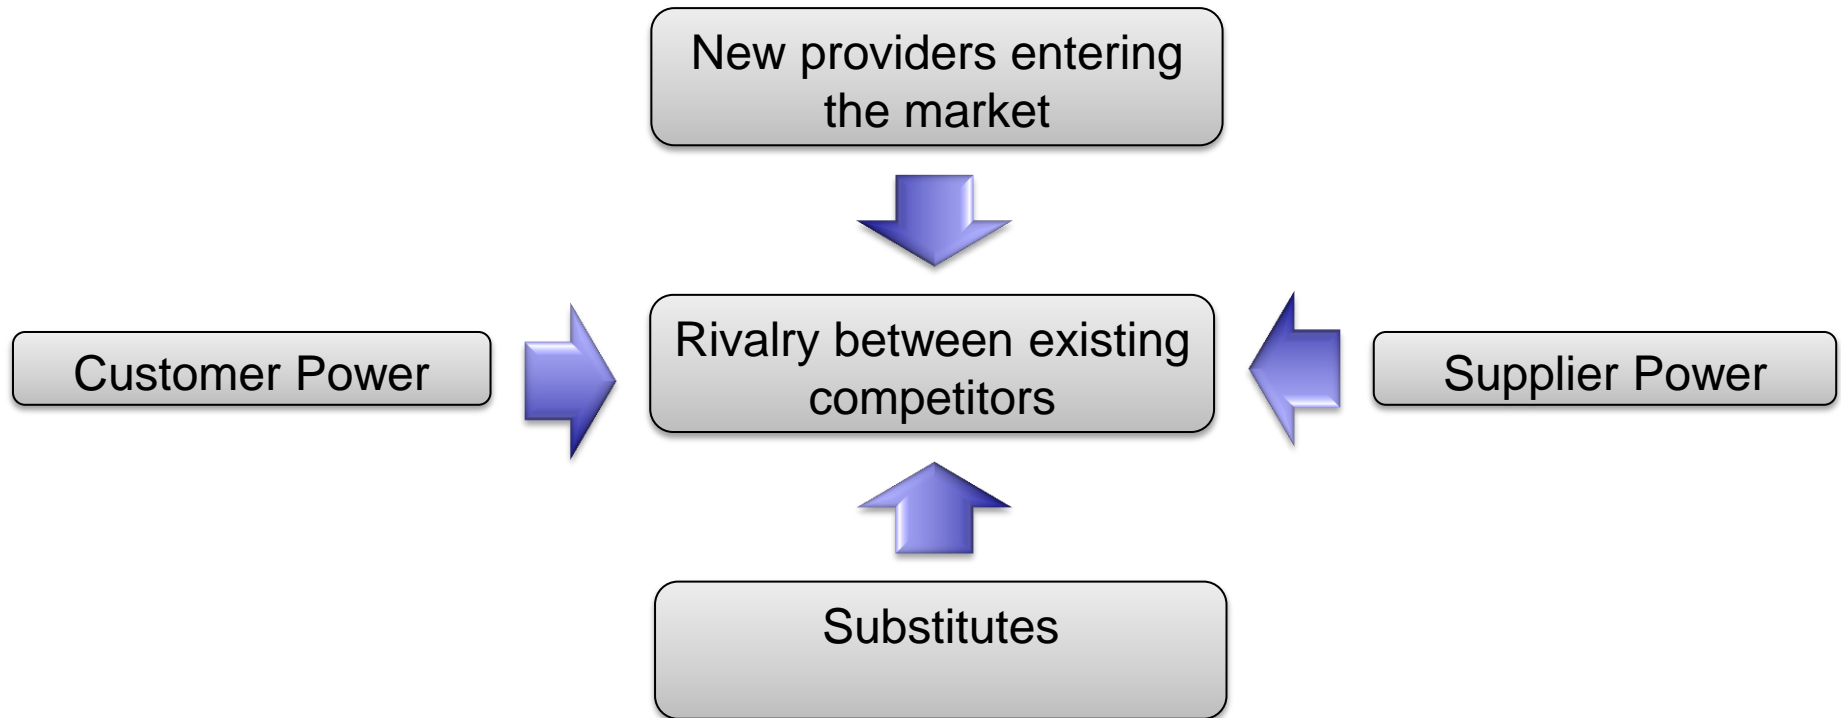 New providers entering
the market
Customer Power
Rivalry between existing
competitors
Supplier Power
Substitutes